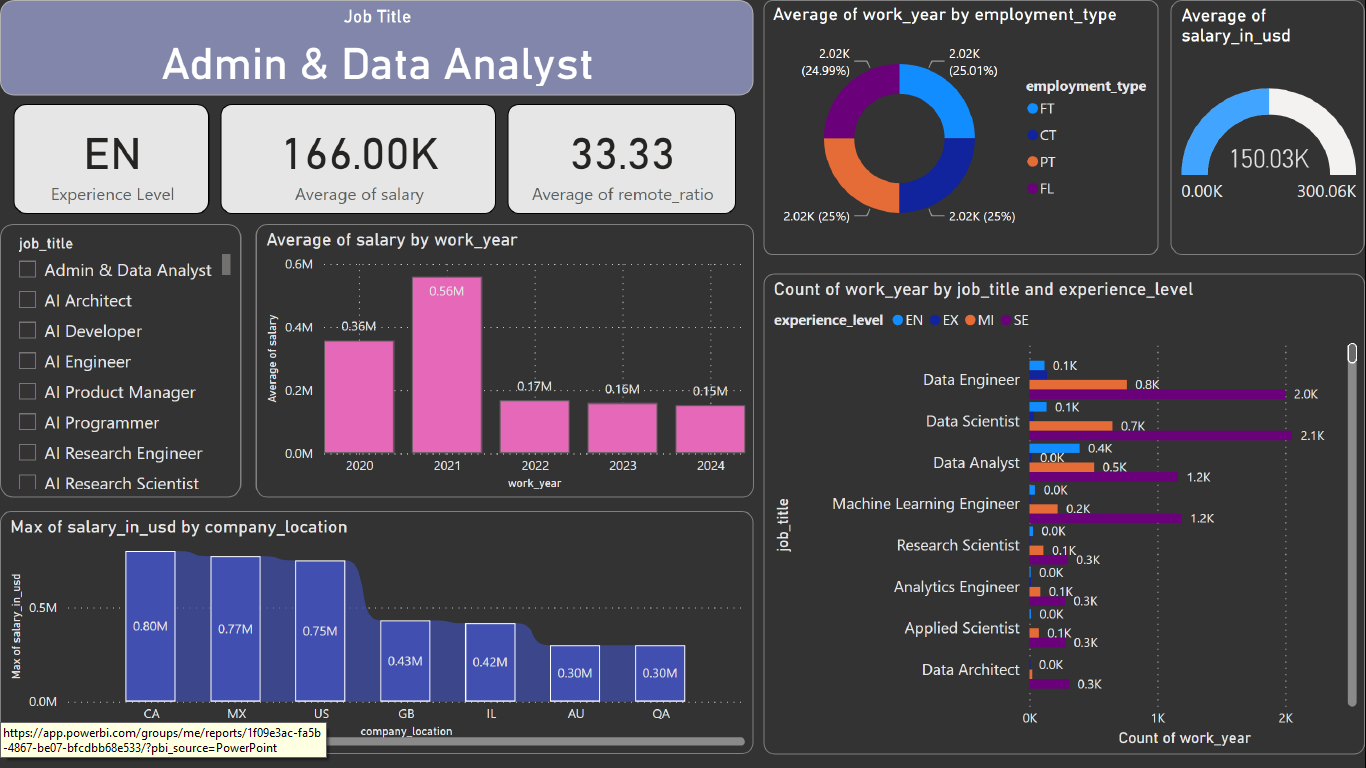 Job Title
Admin & Data Analyst
EN
Experience Level
166.00K
Average of salary
33.33
Average of remote_ratio
job_title
Admin & Data Analyst
AI Architect
AI Developer
AI Engineer
AI Product Manager
AI Programmer
AI Research Engineer
AI Research Scientist
Average of salary by work_year
0.6M
0.4M
0.2M
0.0M
Average of salary
0.36M
0.56M
0.17M
0.16M
0.15M
2020
2021
2022
2023
2024
work_year
Max of salary_in_usd by company_location
Max of salary_in_usd
0.5M
0.0M
0.80M
0.77M
0.75M
0.43M
0.42M
0.30M
0.30M
CA
MX
US
GB
IL
AU
QA
company_location
https://app.powerbi.com/groups/me/reports/1f09e3ac-fa5b
-4867-be07-bfcdbb68e533/?pbi_source=PowerPoint
Average of work_year by employment_type
2.02K
(24.99%)
2.02K
(25.01%)
2.02K (25%)
2.02K (25%)
employment_type
FT
CT
PT
FL
Average of
salary_in_usd
150.03K
0.00K
300.06K
Count of work_year by job_title and experience_level
experience_level EN EX MI SE
job_title
Data Engineer
0.1K
0.8K
2.0K
Data Scientist
0.1K
0.7K
2.1K
Data Analyst
0.4K
0.0K
0.5K
1.2K
Machine Learning Engineer
0.0K
0.2K
1.2K
Research Scientist
0.0K
0.1K
0.3K
Analytics Engineer
0.0K
0.1K
0.3K
Applied Scientist
0.0K
0.1K
0.3K
Data Architect
0.0K
0.3K
0K
1K
2K
Count of work_year